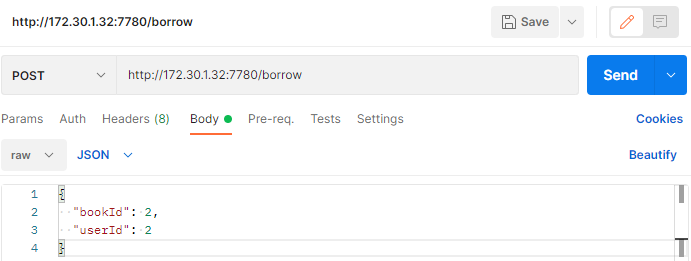 http://172.30.1.32:7780/borrow Save
POST http://172.30.1.32:7780/borrow Send
Params Auth Headers (8) Body Pre-req. Tests Settings Cookies
raw JSON Beautify
1 {
2 "bookId": 2,
3 "userId": 2
4 }